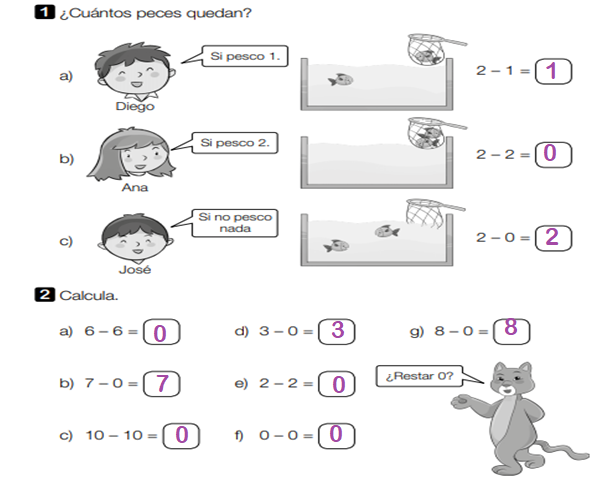 1 ¿Cuántos peces quedan?
a) Si pesco 1. 2 – 1 = 1
Diego
b) Si pesco 2. 2 – 2 = 0
Ana
c) Si no pesco
nada 2 – 0 = 2
José
2 Calcula.
a) 6 – 6 = 0 d) 3 – 0 = 3 g) 8 – 0 = 8
b) 7 – 0 = 7 e) 2 – 2 = 0 ¿Restar 0?
c) 10 – 10 = 0 f) 0 – 0 = 0